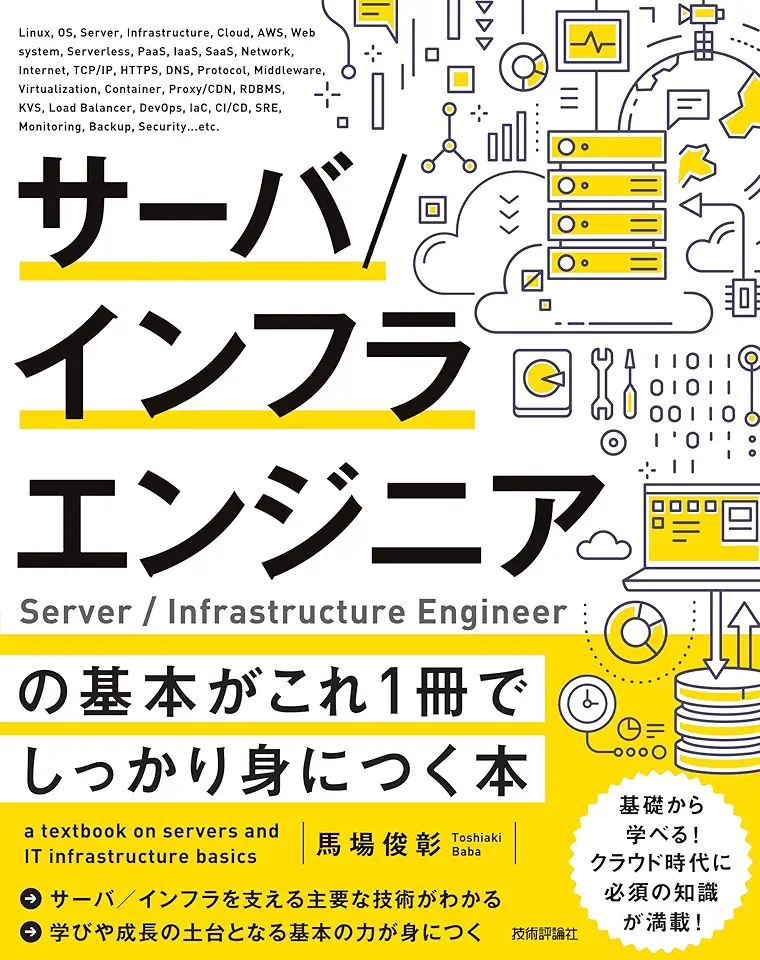 Linux, OS, Server, Infrastructure, Cloud, AWS, Web
system, Serverless, PaaS, IaaS, SaaS, Network,
Internet, TCP/IP, HTTPS, DNS, Protocol, Middleware,
Virtualization, Container, Proxy/CDN, RDBMS,
KVS, Load Balancer, DevOps, IaC, CI/CD, SRE,
Monitoring, Backup, Security...etc.
サーバ/
インフラ
エンジニア
Server / Infrastructure Engineer
の基本がこれ1冊で
しっかり身につく本
a textbook on servers and
IT infrastructure basics
馬場俊彰
Toshiaki
Baba
サーバ／インフラを支える主要な技術がわかる
学びや成長の土台となる基本の力が身につく
技術評論社
基礎から
学べる！
クラウド時代に
必須の知識
が満載！